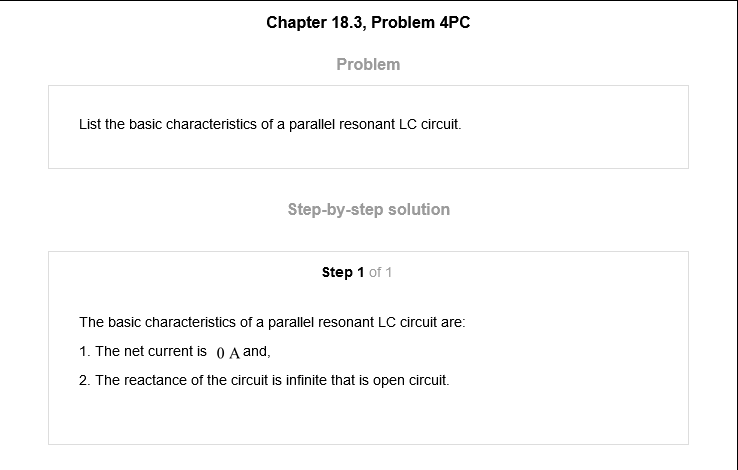 Chapter 18.3, Problem 4PC
Problem
List the basic characteristics of a parallel resonant LC circuit.
Step-by-step solution
Step 1 of 1
The basic characteristics of a parallel resonant LC circuit are:
1. The net current is 0 A and,
2. The reactance of the circuit is infinite that is open circuit.